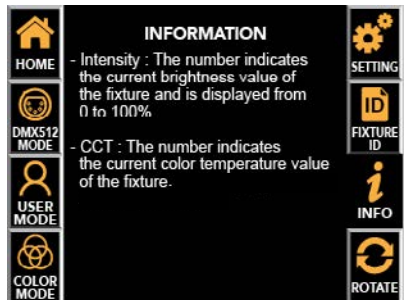 HOME
DMX512
MODE
USER
MODE
COLOR
MODE
INFORMATION
- Intensity : The number indicates
the current brightness value of
the fixture and is displayed from
0 to 100%
- CCT : The number indicates
the current color temperature value
of the fixture.
SETTING
ID
FIXTURE
ID
i
INFO
ROTATE